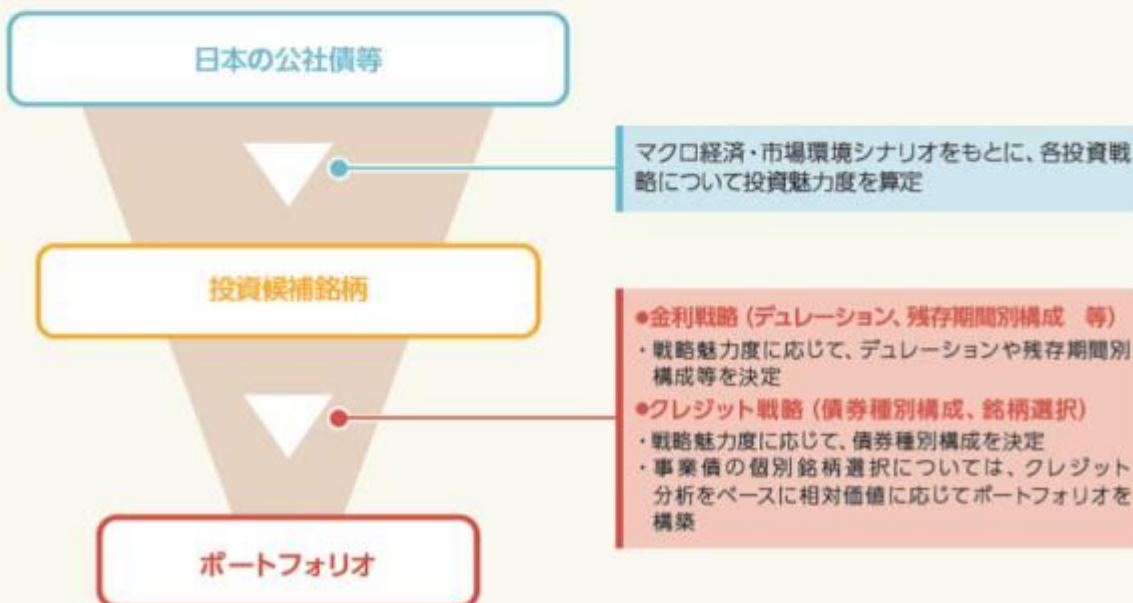 日本の公社債等
マクロ経済・市場環境シナリオをもとに、各投資戦
略について投資魅力度を算定
投資候補銘柄
●金利戦略(デュレーション、残存期間別構成　等)
・戦略魅力度に応じて、デュレーションや残存期間別
構成等を決定
●クレジット戦略(債券種別構成、銘柄選択)
・戦略魅力度に応じて、債券種別構成を決定
・事業債の個別銘柄選択については、クレジット
分析をベースに相対価値に応じてポートフォリオを
構築
ポートフォリオ